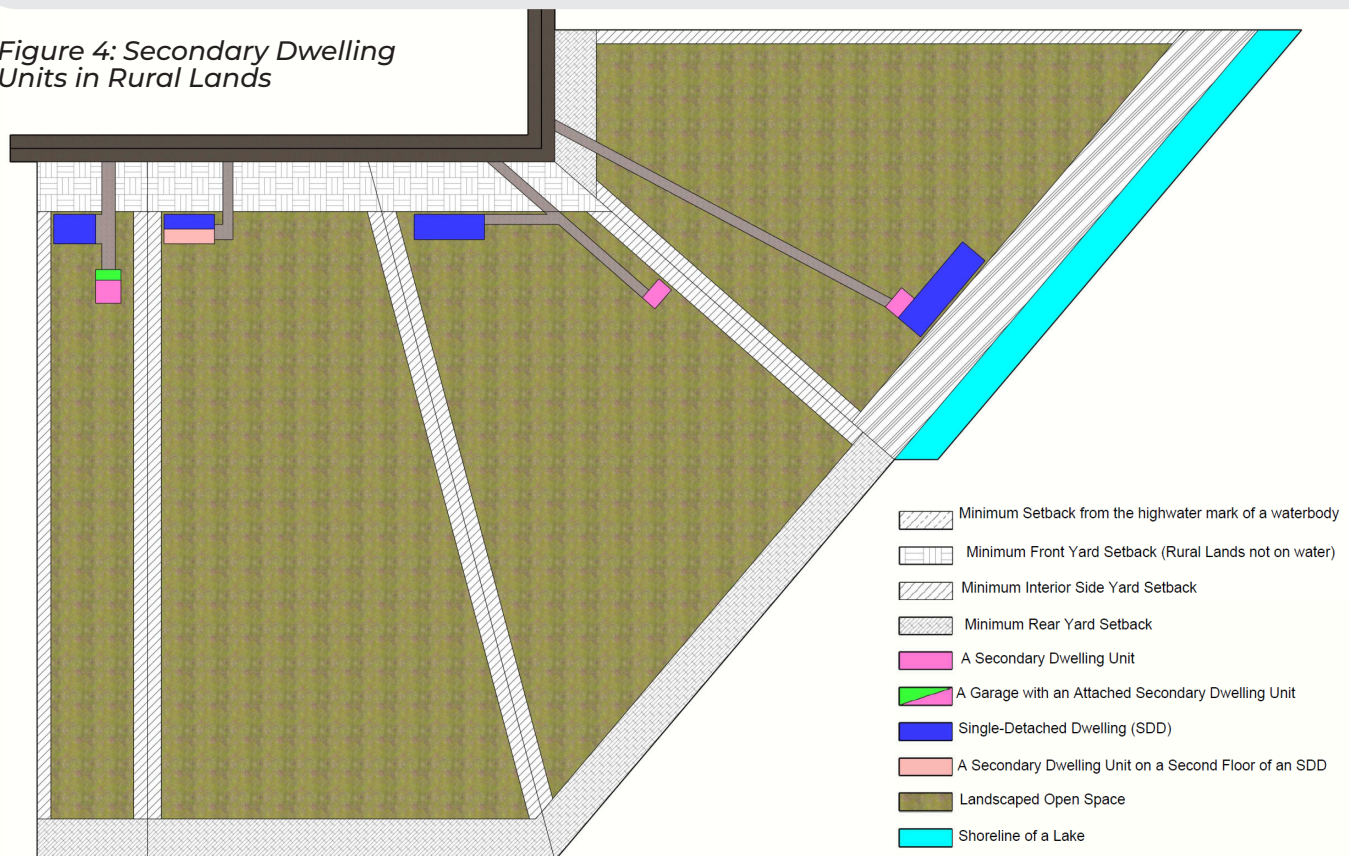 Figure 4: Secondary Dwelling
Units in Rural Lands
Minimum Setback from the highwater mark of a waterbody
Minimum Front Yard Setback (Rural Lands not on water)
Minimum Interior Side Yard Setback
Minimum Rear Yard Setback
A Secondary Dwelling Unit
A Garage with an Attached Secondary Dwelling Unit
Single-Detached Dwelling (SDD)
A Secondary Dwelling Unit on a Second Floor of an SDD
Landscaped Open Space
Shoreline of a Lake